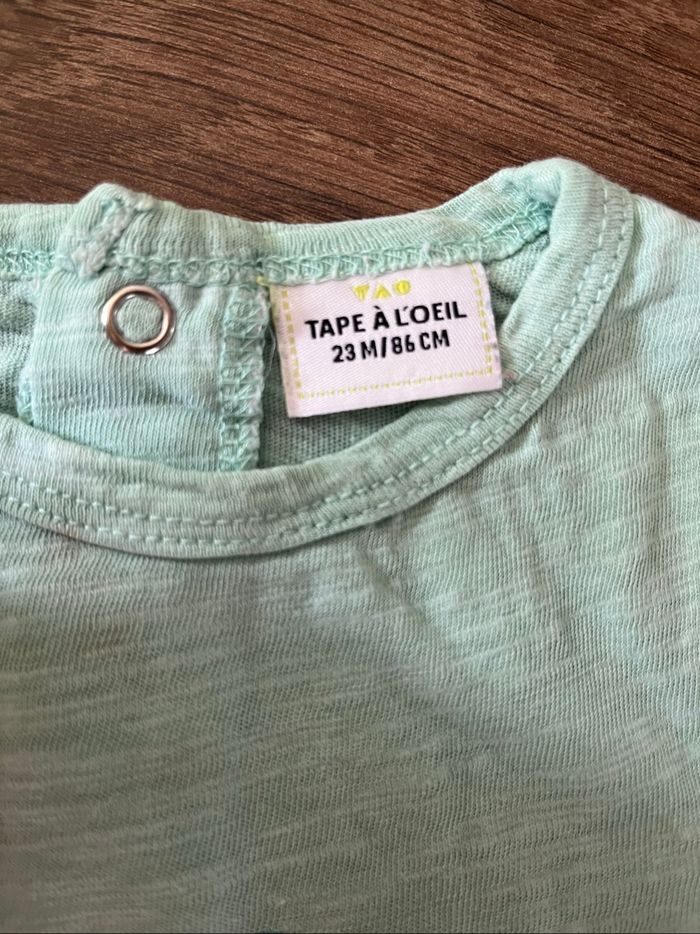 TAO
TAPE À L'OEIL
23 M/86 CM